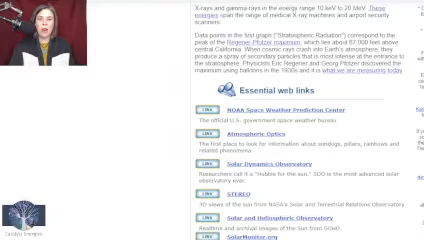 X-rays and gamma-rays in the energy range 10 keV to 20 MeV. These
energies span the range of medical X-ray machines and airport security
scanners.
Data points in the first graph ("Stratospheric Radiation") correspond to the
peak of the Regener-Pfotzer maximum, which lies about 67,000 feet above
central California. When cosmic rays crash into Earth's atmosphere, they
produce a spray of secondary particles that is most intense at the entrance to
the stratosphere. Physicists Eric Regener and Georg Pfotzer discovered the
maximum using balloons in the 1930s and it is what we are measuring today.
Essential web links
LINK NOAA Space Weather Prediction Center
The official U.S. government space weather bureau
LINK Atmospheric Optics
The first place to look for information about sundogs, pillars, rainbows and
related phenomena.
LINK Solar Dynamics Observatory
Researchers call it a "Hubble for the sun." SDO is the most advanced solar
observatory ever.
LINK STEREO
3D views of the sun from NASA's Solar and Terrestrial Relations Observatory
LINK Solar and Heliospheric Observatory
Realtime and archival images of the Sun from SOHO.
LINK SolarMonitor.org
Catalyst Energies